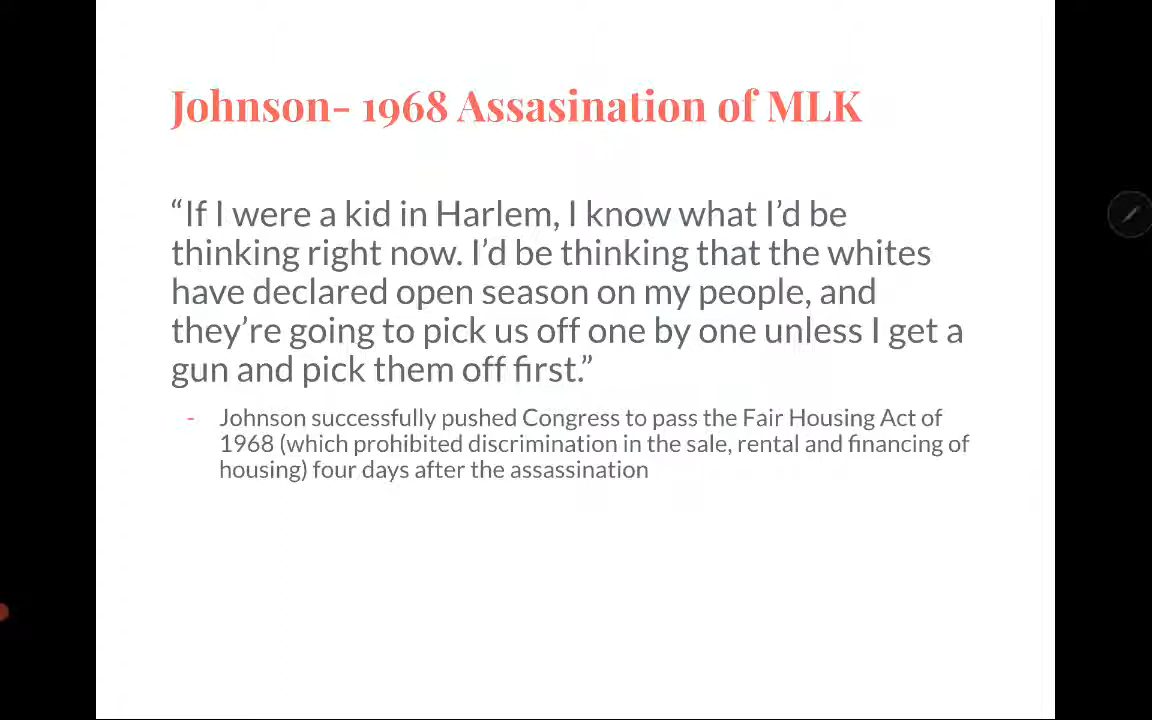 Johnson- 1968 Assasination of MLK
“If I were a kid in Harlem, I know what I’d be
thinking right now. I’d be thinking that the whites
have declared open season on my people, and
they’re going to pick us off one by one unless I get a
gun and pick them off first.”
- Johnson successfully pushed Congress to pass the Fair Housing Act of
1968 (which prohibited discrimination in the sale, rental and financing of
housing) four days after the assassination